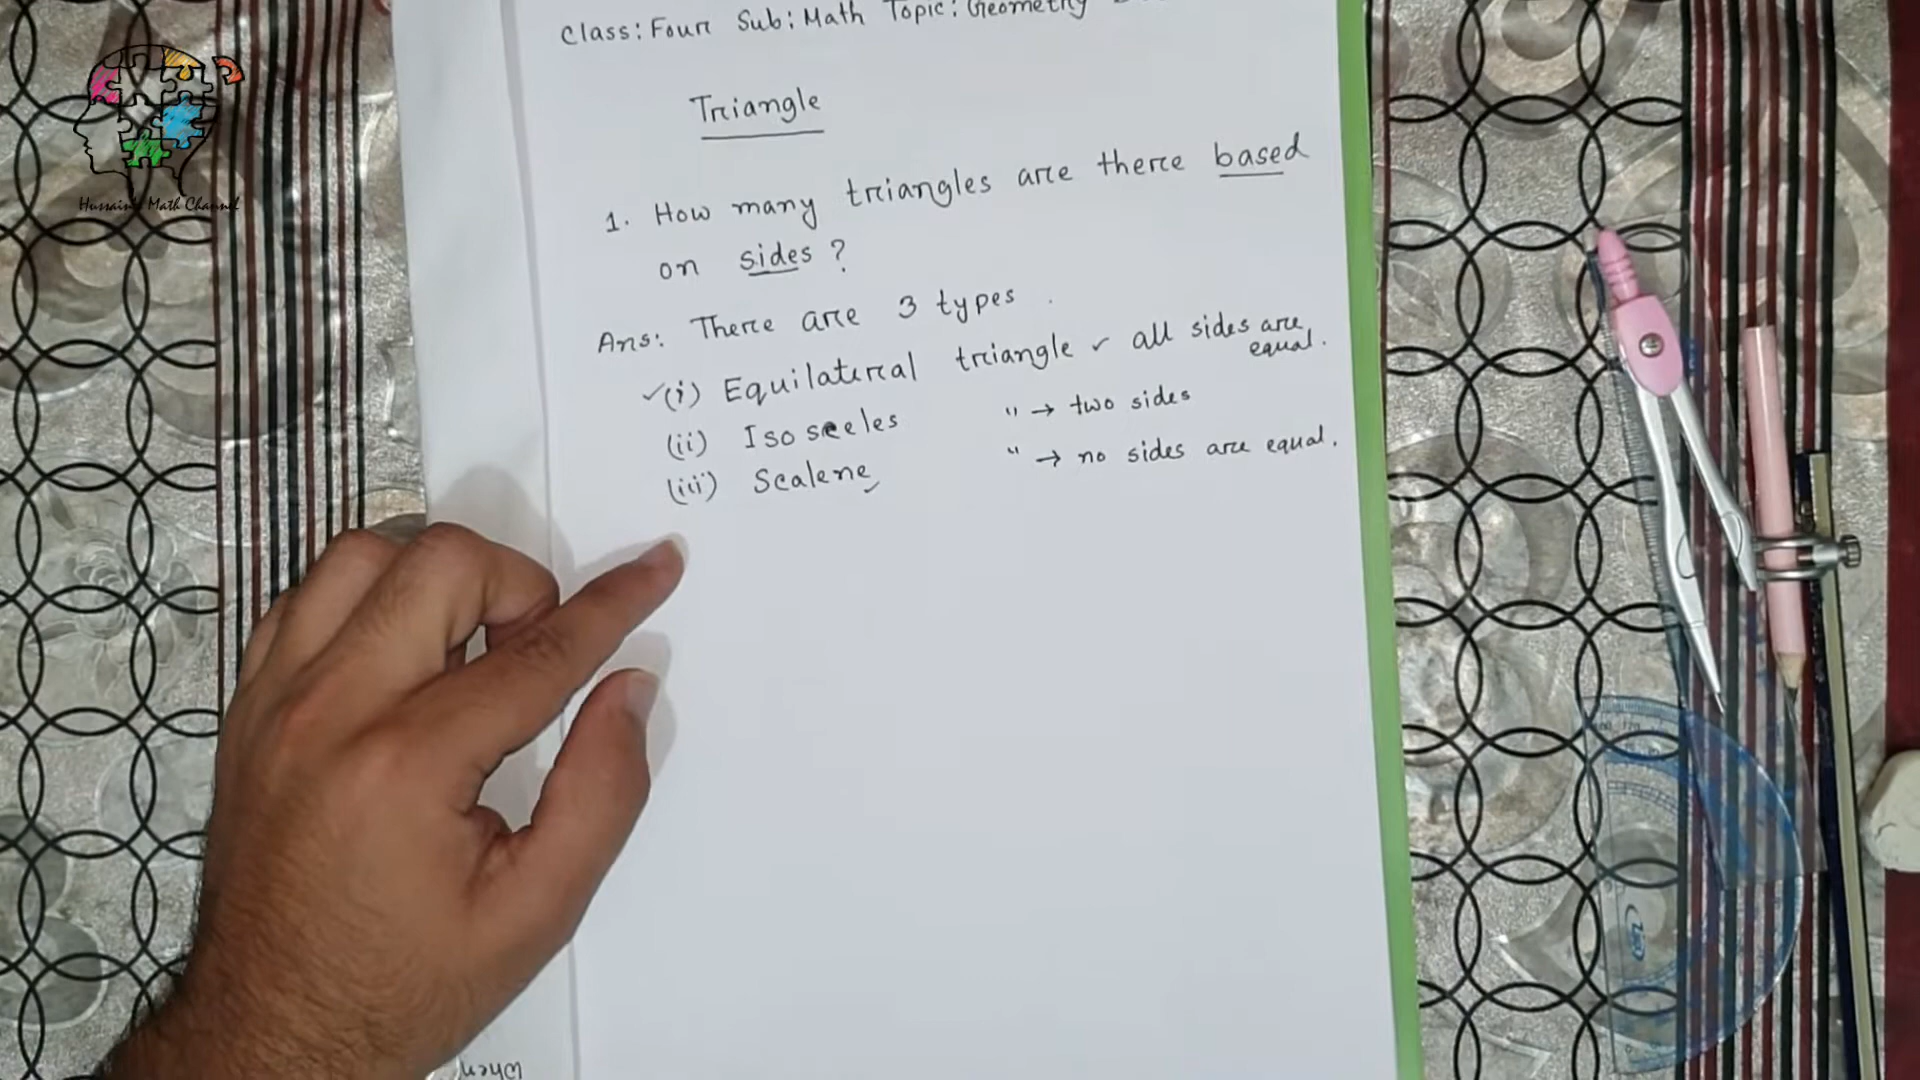 Class: Four Sub: Math Topic: Geometry
Triangle
1. How many triangles are there based
on sides?
Ans: There are 3 types.
(i) Equilateral triangle ✓ all sides are
equal.
(ii) Isosceles " → two sides
(iii) Scalene " → no sides are equal.
When
Hussain's Math Channel